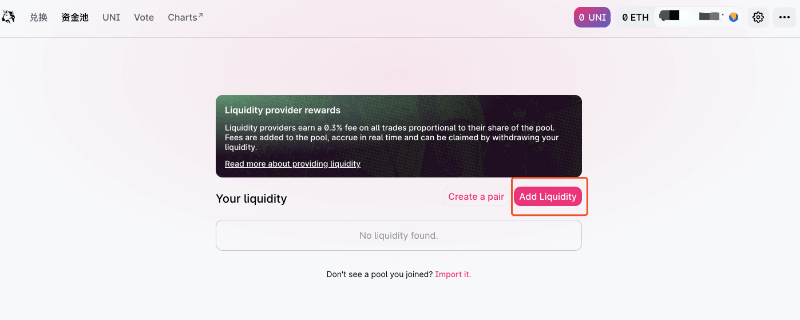 兑换 资金池 UNI Vote Charts↗ 0 UNI 0 ETH
Liquidity provider rewards
Liquidity providers earn a 0.3% fee on all trades proportional to their share of the pool.
Fees are added to the pool, accrue in real time and can be claimed by withdrawing your
liquidity.
Read more about providing liquidity
Your liquidity Create a pair Add Liquidity
No liquidity found.
Don't see a pool you joined? Import it.